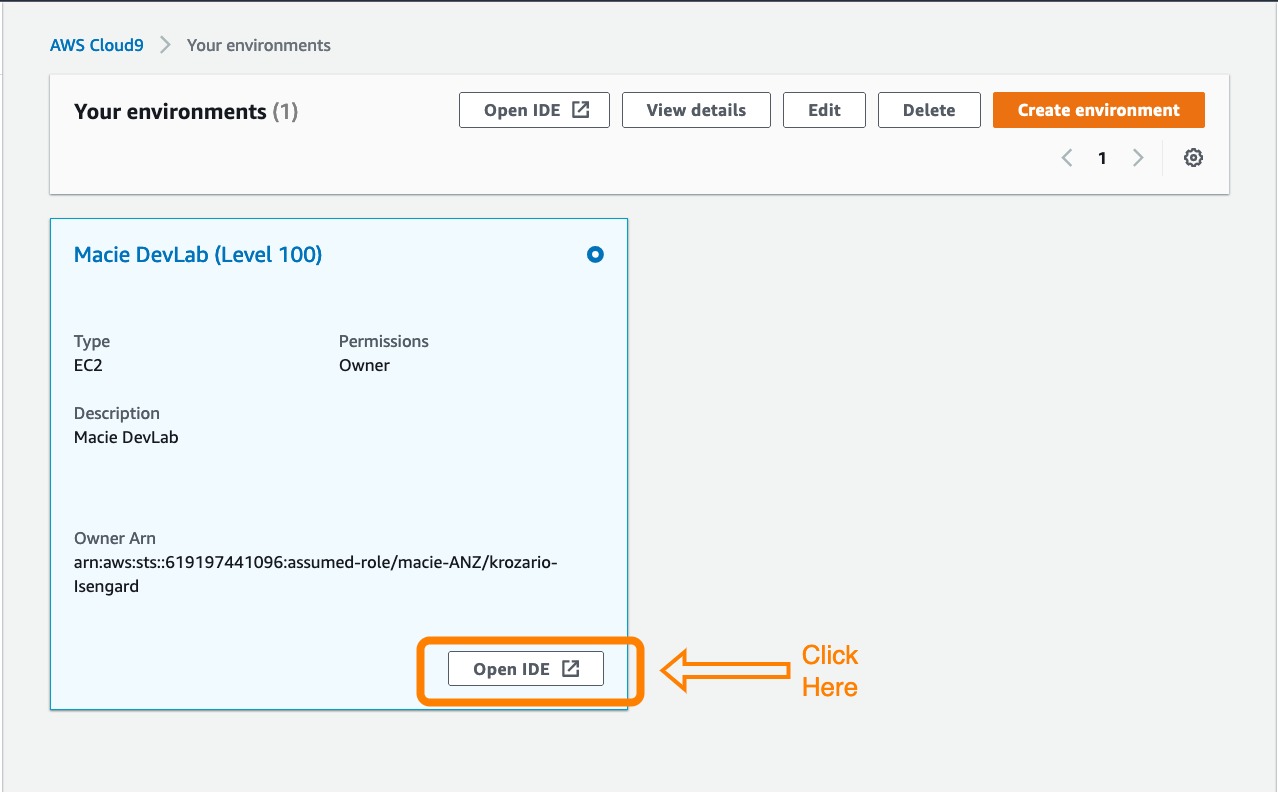 AWS Cloud9 > Your environments
Your environments (1)
Open IDE View details Edit Delete Create environment
< 1 >
Macie DevLab (Level 100)
Type Permissions
EC2 Owner
Description
Macie DevLab
Owner Arn
arn:aws:sts::619197441096:assumed-role/macie-ANZ/krozario-
Isengard
Open IDE
Click
Here